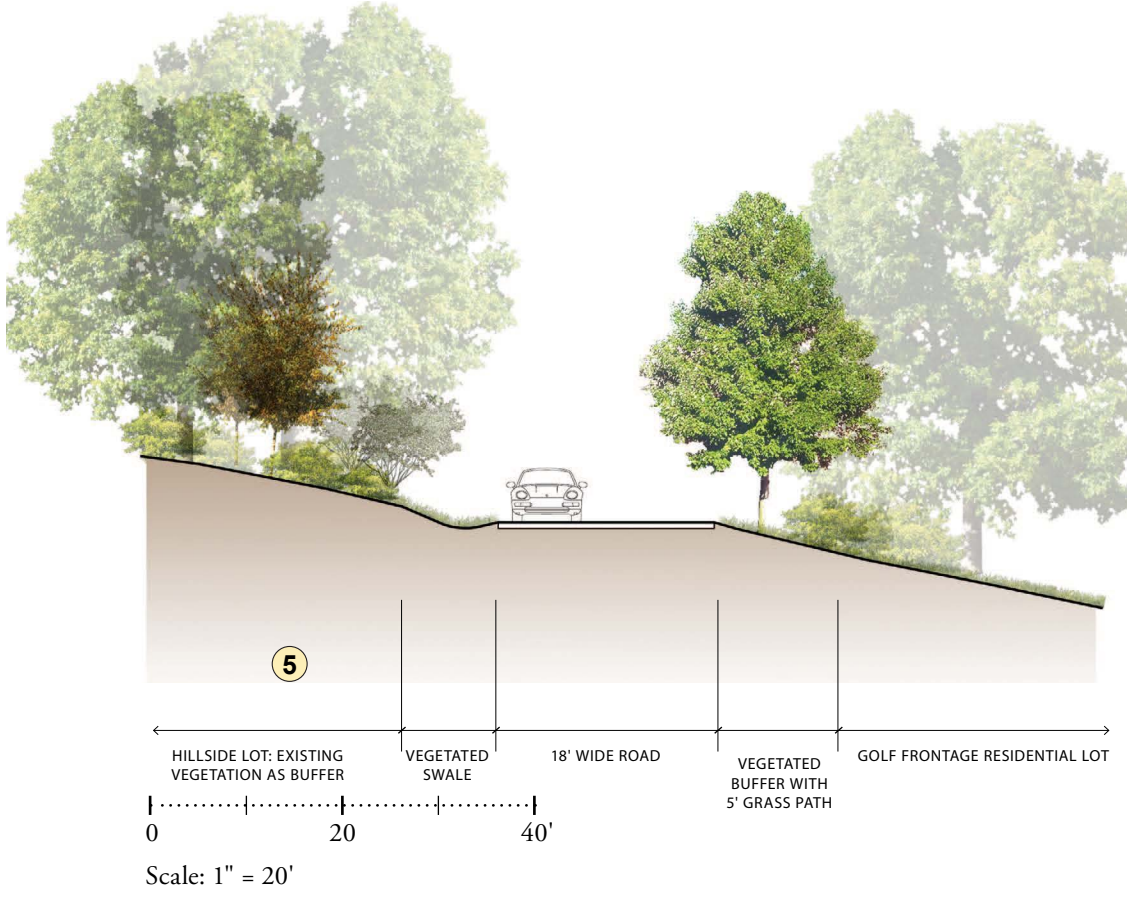 5
HILLSIDE LOT: EXISTING
VEGETATION AS BUFFER
VEGETATED
SWALE
18' WIDE ROAD
VEGETATED
BUFFER WITH
5' GRASS PATH
GOLF FRONTAGE RESIDENTIAL LOT
0 20 40'
Scale: 1" = 20'